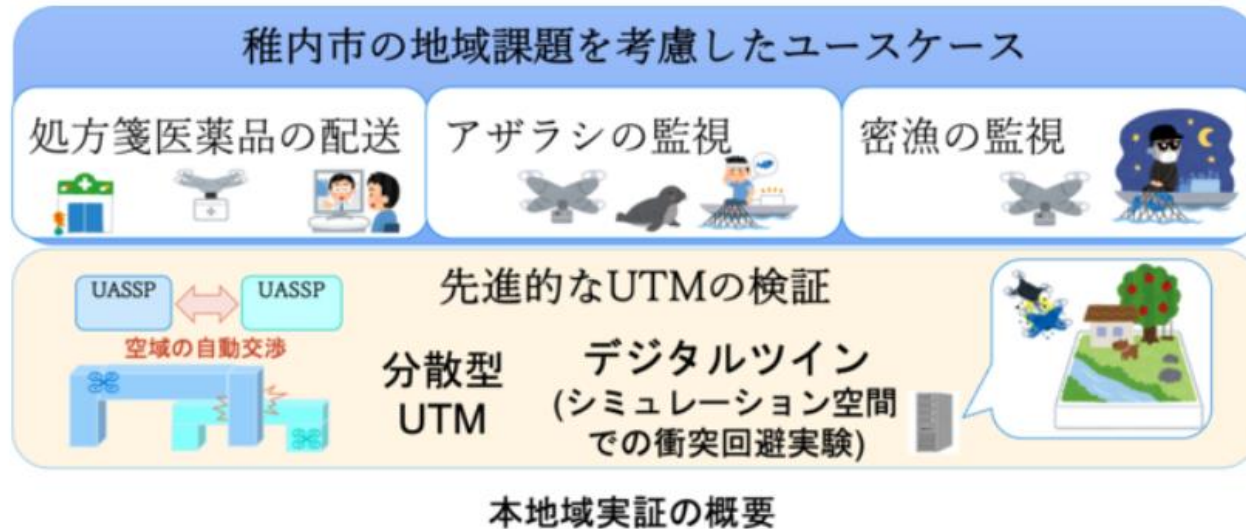 稚内市の地域課題を考慮したユースケース
処方箋医薬品の配送
アザラシの監視
密漁の監視
先進的なUTMの検証
UASSP
UASSP
空域の自動交渉
分散型
UTM
デジタルツイン
(シミュレーション空間
での衝突回避実験)
本地域実証の概要